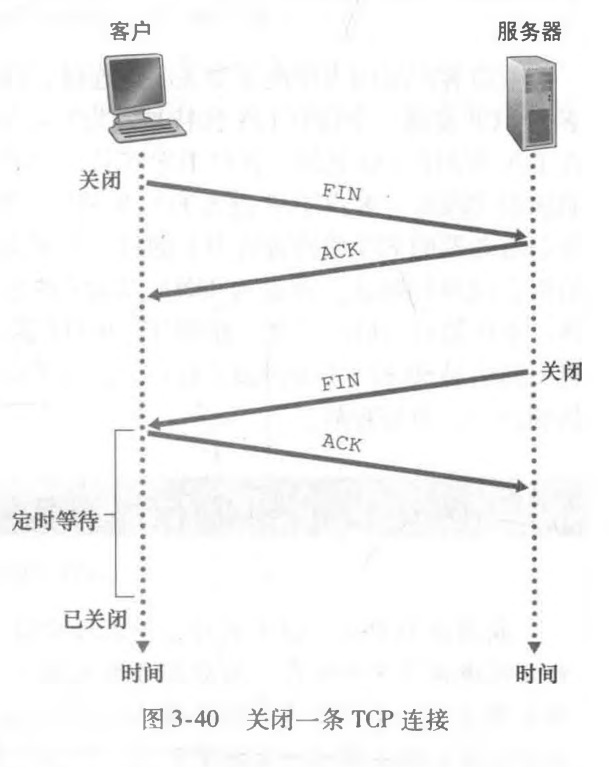 客户
服务器
关闭
FIN
ACK
关闭
FIN
ACK
定时等待
已关闭
时间
时间
图 3-40 关闭一条 TCP 连接